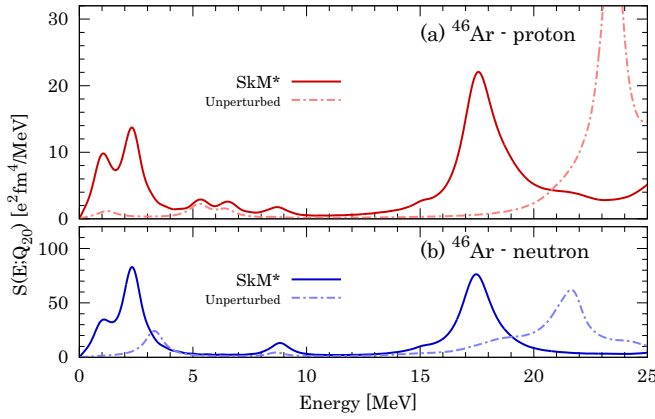 (a) ⁴⁶Ar - proton
SkM*
Unperturbed
30
20
10
0
(b) ⁴⁶Ar - neutron
SkM*
Unperturbed
100
50
0
S(E;Q₂₀) [e²fm⁴/MeV]
0 5 10 15 20 25
Energy [MeV]